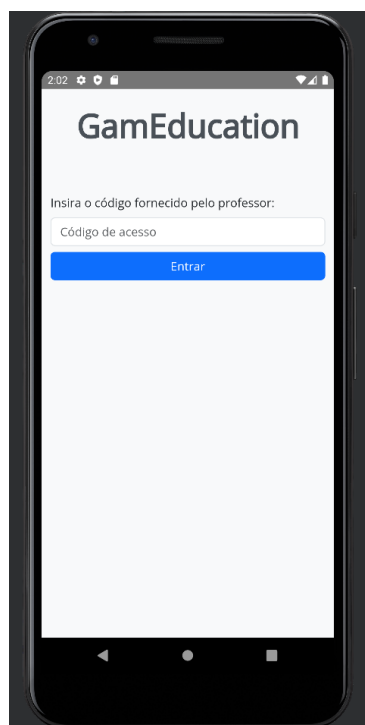 2:02
GamEducation
Insira o código fornecido pelo professor:
Código de acesso
Entrar